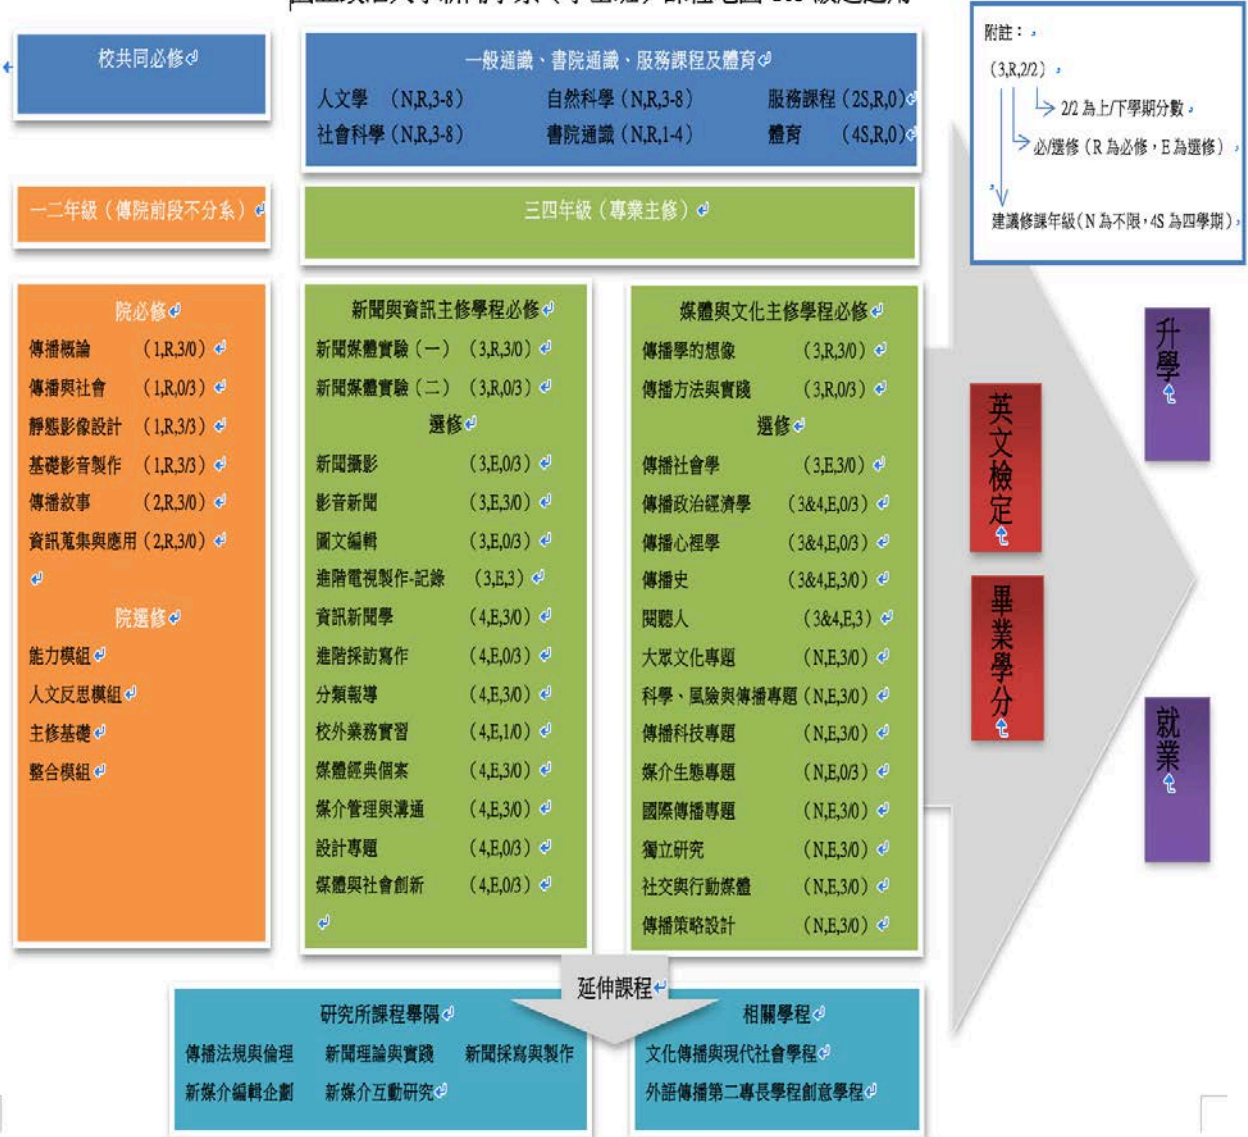 附註：
(3,R,2/2)
2/2 為上/下學期分數
必/選修（R 為必修，E 為選修）
建議修課年級(N 為不限，4S 為四學期)
校共同必修
一般通識、書院通識、服務課程及體育
人文學 （N,R,3-8） 自然科學（N,R,3-8） 服務課程（2S,R,0）
社會科學（N,R,3-8） 書院通識（N,R,1-4） 體育 （4S,R,0）
一二年級（傳院前段不分系）
三四年級（專業主修）
院必修
傳播概論 （1,R,3/0）
傳播與社會 （1,R,0/3）
靜態影像設計 （1,R,3/3）
基礎影音製作 （1,R,3/3）
傳播敘事 （2,R,3/0）
資訊蒐集與應用（2,R,3/0）
院選修
能力模組
人文反思模組
主修基礎
整合模組
新聞與資訊主修學程必修
新聞媒體實驗（一） （3,R,3/0）
新聞媒體實驗（二） （3,R,0/3）
選修
新聞攝影 （3,E,0/3）
影音新聞 （3,E,3/0）
圖文編輯 （3,E,0/3）
進階電視製作-記錄 （3,E,3）
資訊新聞學 （4,E,3/0）
進階採訪寫作 （4,E,0/3）
分類報導 （4,E,3/0）
校外業務實習 （4,E,1/0）
媒體經典個案 （4,E,3/0）
媒介管理與溝通 （4,E,3/0）
設計專題 （4,E,0/3）
媒體與社會創新 （4,E,0/3）
媒體與文化主修學程必修
傳播學的想像 （3,R,3/0）
傳播方法與實踐 （3,R,0/3）
選修
傳播社會學 （3,E,3/0）
傳播政治經濟學 （3&4,E,0/3）
傳播心裡學 （3&4,E,0/3）
傳播史 （3&4,E,3/0）
閱聽人 （3&4,E,3）
大眾文化專題 （N,E,3/0）
科學、風險與傳播專題（N,E,3/0）
傳播科技專題 （N,E,3/0）
媒介生態專題 （N,E,0/3）
國際傳播專題 （N,E,3/0）
獨立研究 （N,E,3/0）
社交與行動媒體 （N,E,3/0）
傳播策略設計 （N,E,3/0）
英文檢定
畢業學分
升學
就業
延伸課程
研究所課程舉隅
傳播法規與倫理 新聞理論與實踐 新聞採寫與製作
新媒介編輯企劃 新媒介互動研究
相關學程
文化傳播與現代社會學程
外語傳播第二專長學程創意學程